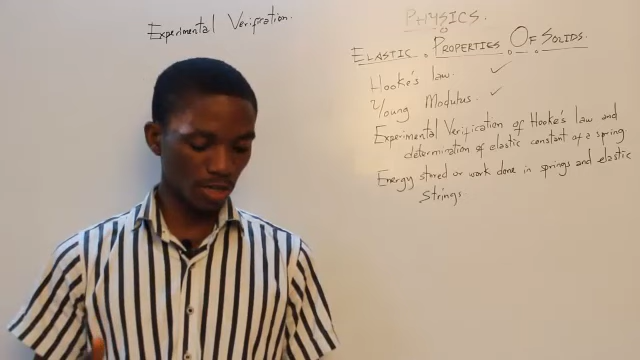 Experimental Verification.
PHYSICS.
ELASTIC PROPERTIES OF SOLIDS.
Hooke's law. ✓
Young Modulus. ✓
Experimental Verification of Hooke's law and
determination of elastic constant of a spring
Energy stored or work done in springs and elastic
Strings